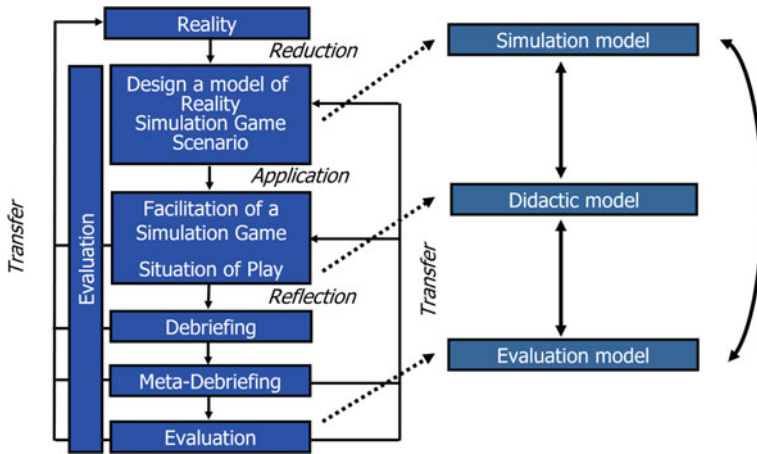 Reality
Reduction
Design a model of
Reality
Simulation Game
Scenario
Application
Facilitation of a
Simulation Game
Situation of Play
Reflection
Debriefing
Meta-Debriefing
Evaluation
Transfer
Evaluation
Transfer
Simulation model
Didactic model
Evaluation model